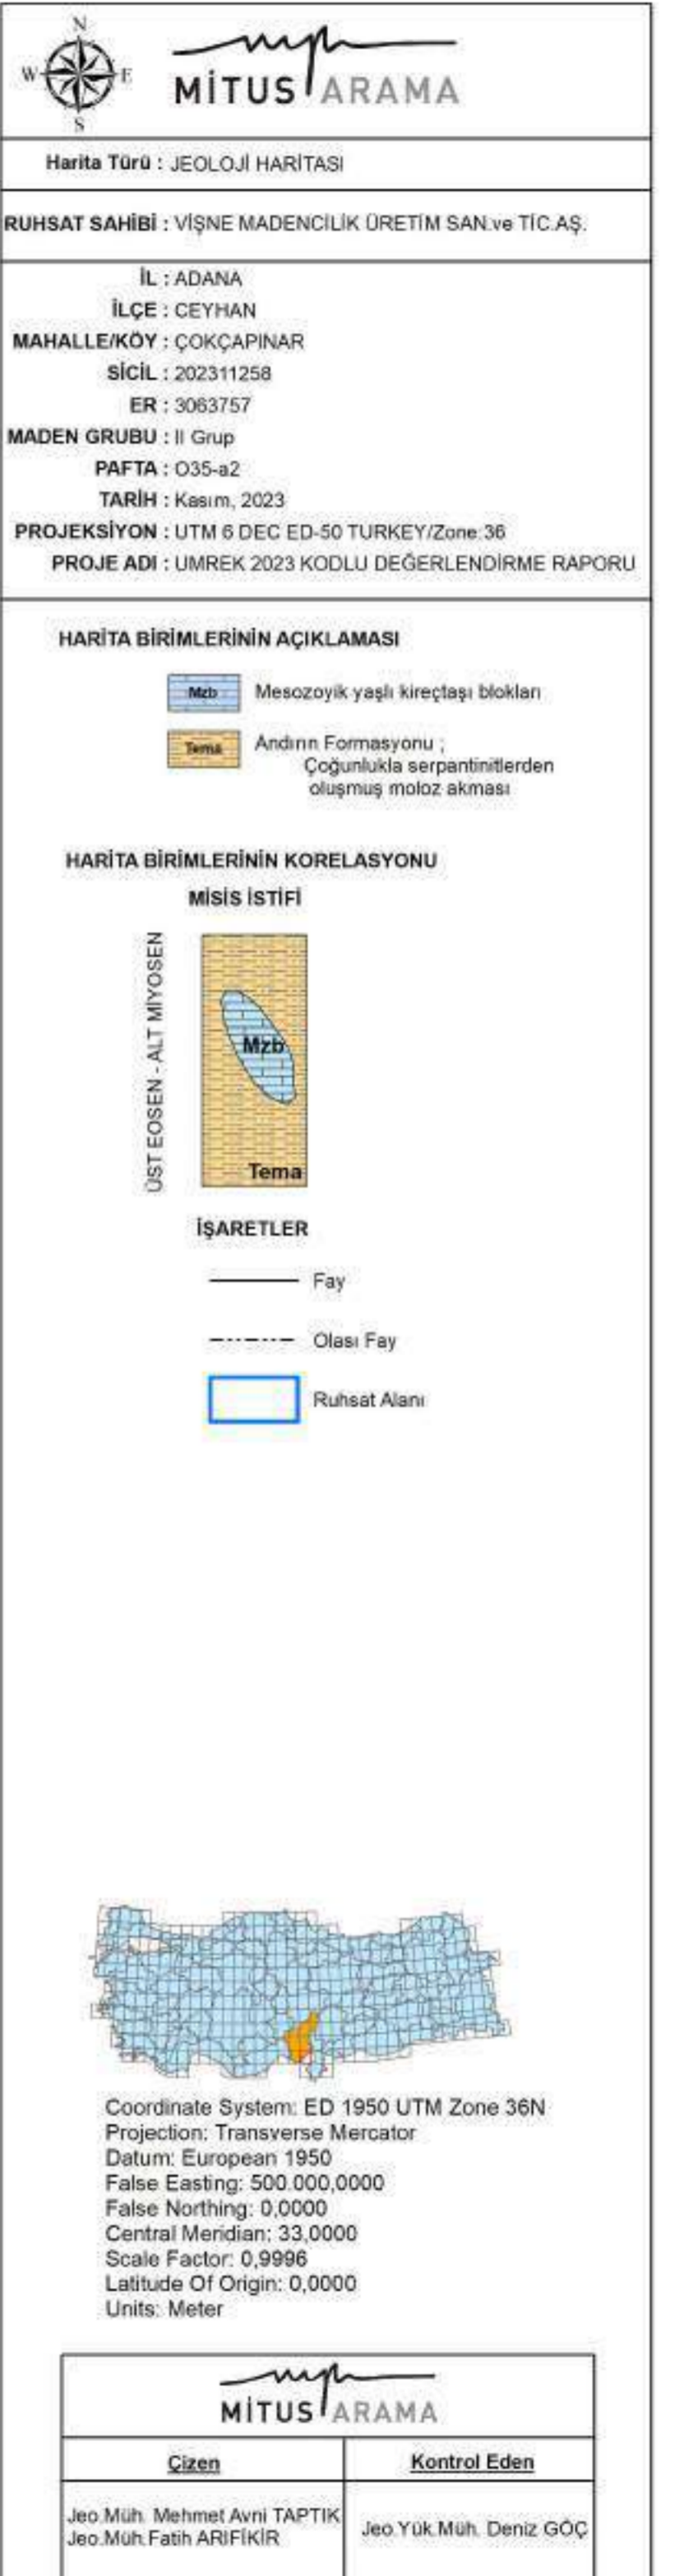 N
W E
S
MİTUS ARAMA
Harita Türü : JEOLOJİ HARİTASI
RUHSAT SAHİBİ : VİŞNE MADENCİLİK ÜRETİM SAN.ve TİC.AŞ.
İL : ADANA
İLÇE : CEYHAN
MAHALLE/KÖY : ÇOKÇAPINAR
SİCİL : 202311258
ER : 3063757
MADEN GRUBU : II Grup
PAFTA : O35-a2
TARİH : Kasım, 2023
PROJEKSİYON : UTM 6 DEC ED-50 TURKEY/Zone:36
PROJE ADI : UMREK 2023 KODLU DEĞERLENDİRME RAPORU
HARİTA BİRİMLERİNİN AÇIKLAMASI
Mzb Mesozoyik yaşlı kireçtaşı blokları
Tema Andırın Formasyonu ;
Çoğunlukla serpantinitlerden
oluşmuş moloz akması
HARİTA BİRİMLERİNİN KORELASYONU
MİSİS İSTİFİ
ÜST EOSEN - ALT MİYOSEN
Mzb
Tema
İŞARETLER
Fay
Olası Fay
Ruhsat Alanı
Coordinate System: ED 1950 UTM Zone 36N
Projection: Transverse Mercator
Datum: European 1950
False Easting: 500.000,0000
False Northing: 0,0000
Central Meridian: 33,0000
Scale Factor: 0,9996
Latitude Of Origin: 0,0000
Units: Meter
MİTUS ARAMA
Çizen Kontrol Eden
Jeo.Müh. Mehmet Avni TAPTIK
Jeo.Müh.Fatih ARIFİKİR
Jeo.Yük.Müh. Deniz GÖÇ